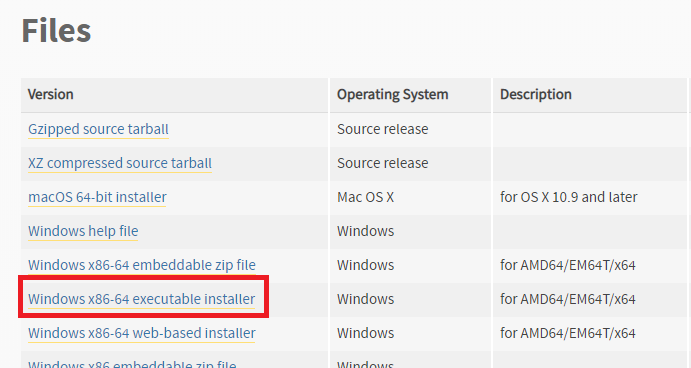 Files
Version Operating System Description
Gzipped source tarball Source release
XZ compressed source tarball Source release
macOS 64-bit installer Mac OS X for OS X 10.9 and later
Windows help file Windows
Windows x86-64 embeddable zip file Windows for AMD64/EM64T/x64
Windows x86-64 executable installer Windows for AMD64/EM64T/x64
Windows x86-64 web-based installer Windows for AMD64/EM64T/x64
Windows x86 embeddable zip file Windows